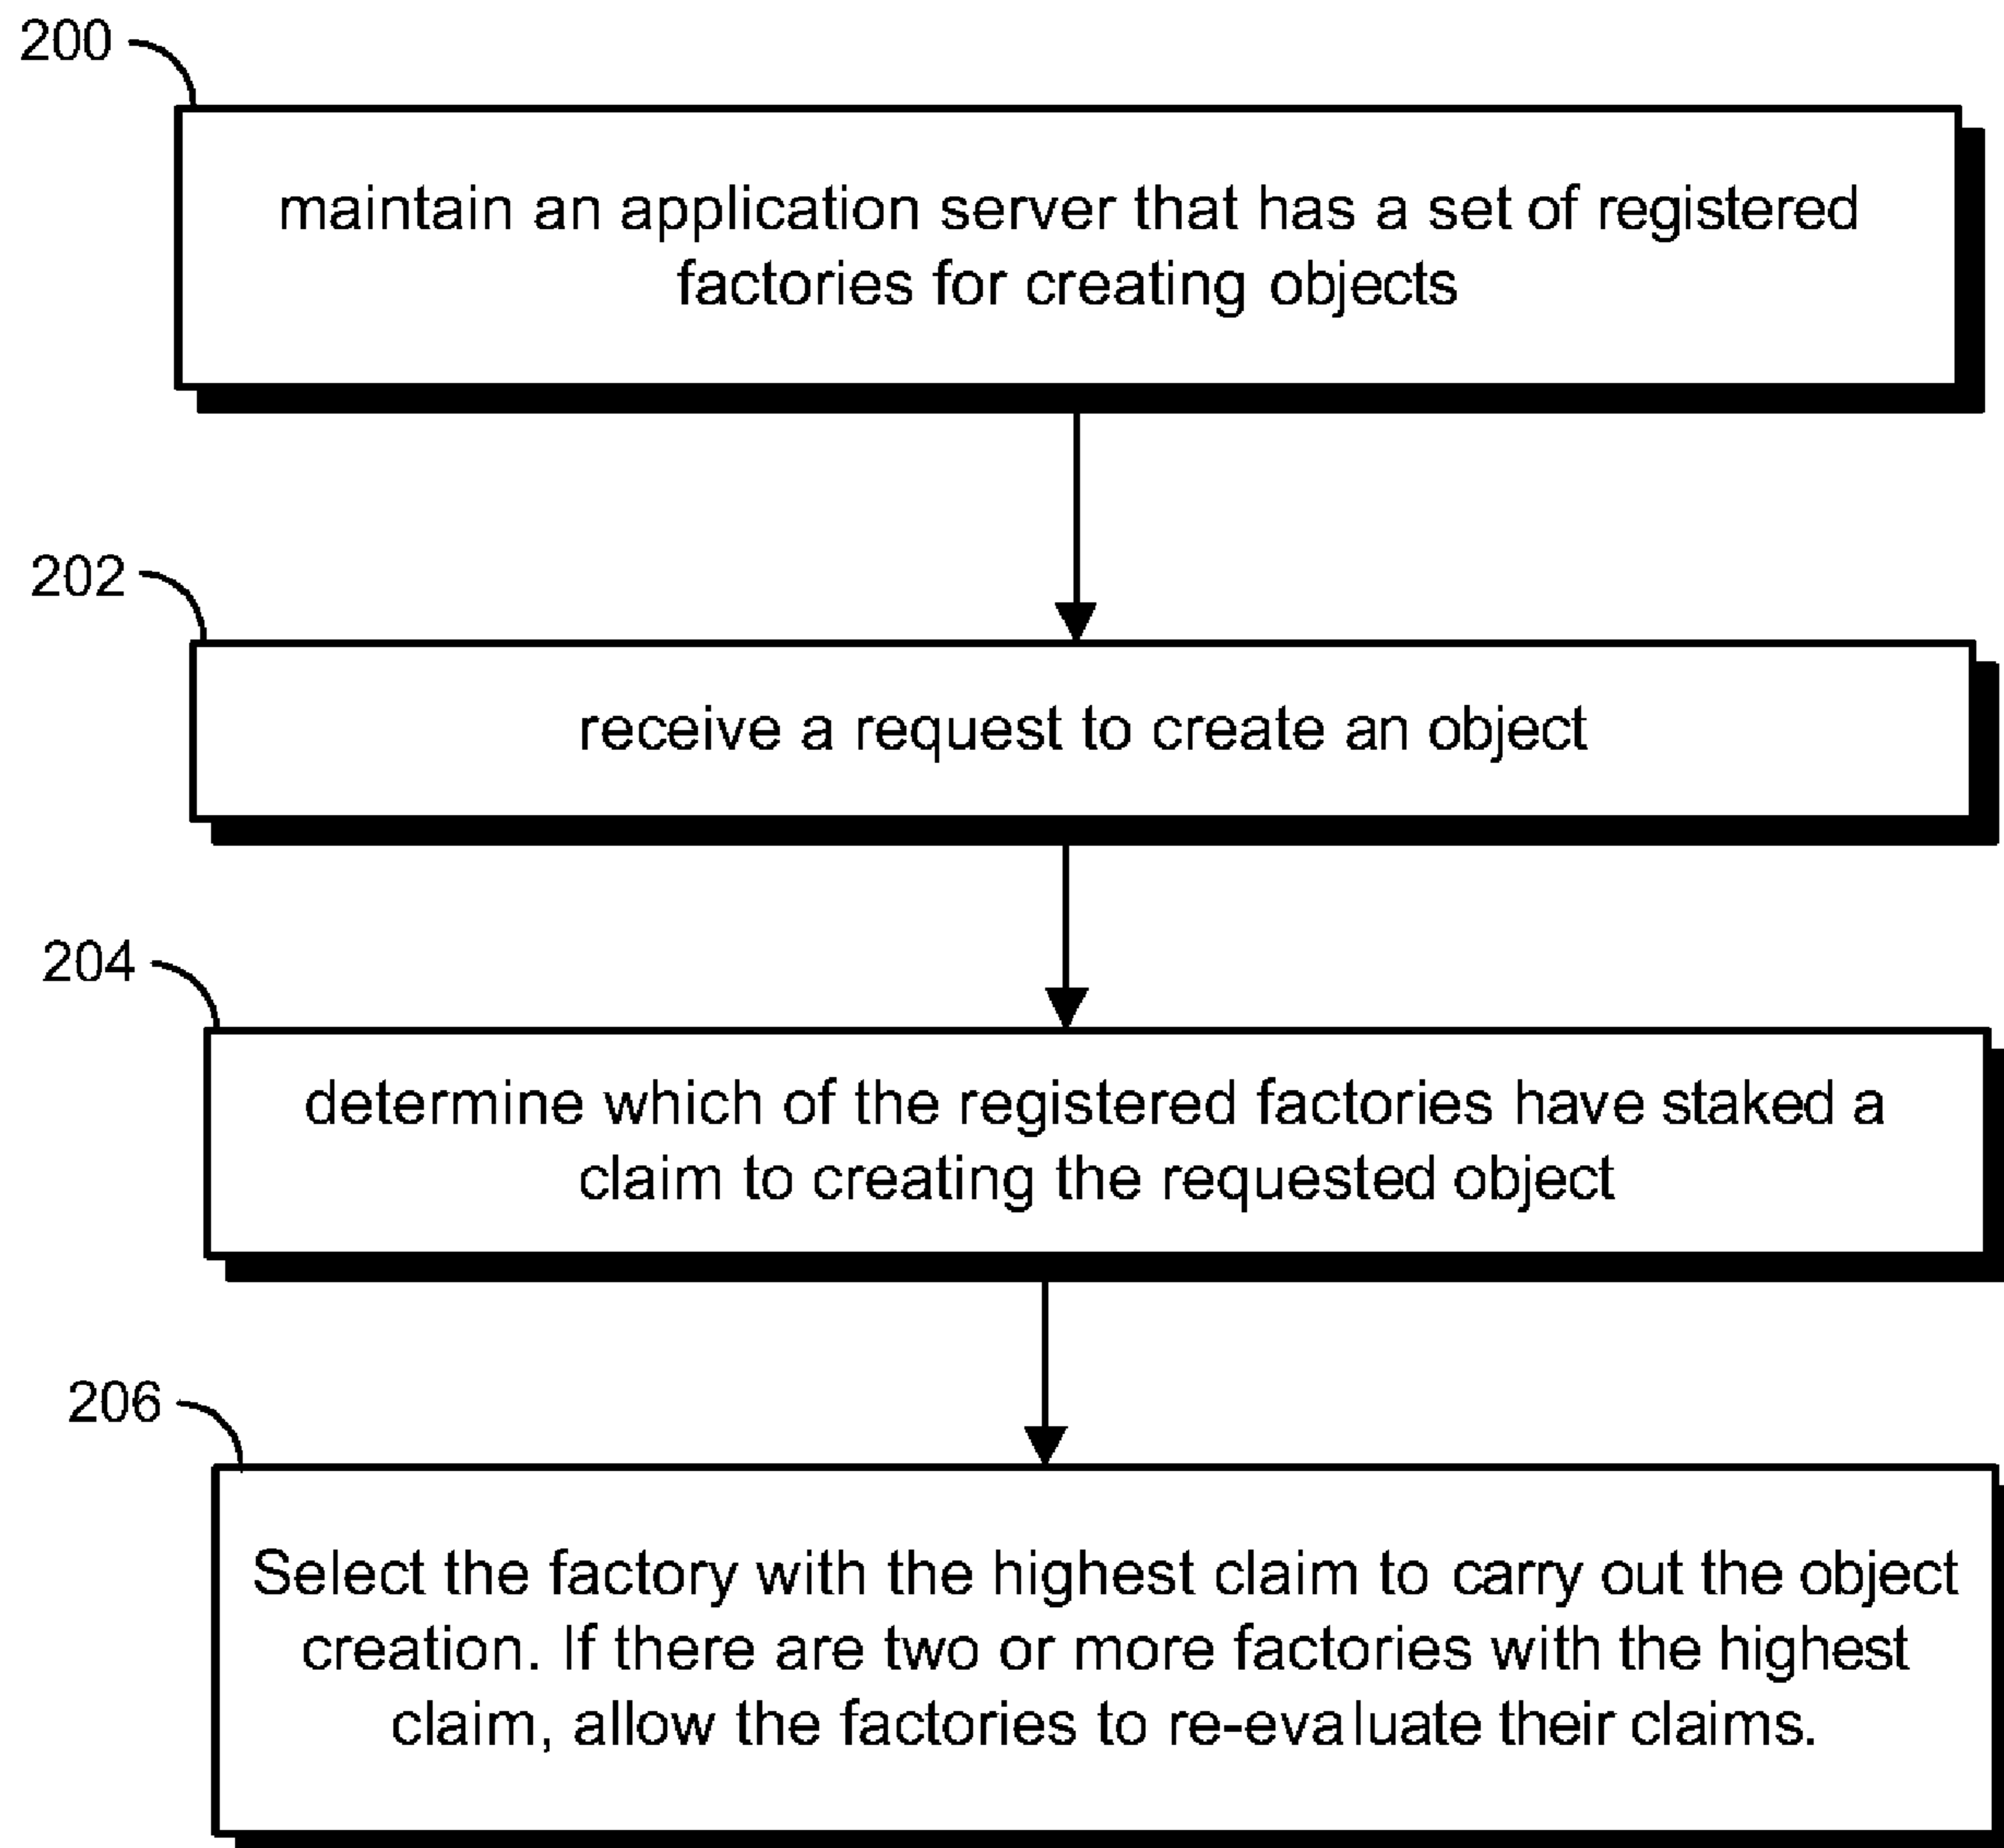 200
maintain an application server that has a set of registered
factories for creating objects
202
receive a request to create an object
204
determine which of the registered factories have staked a
claim to creating the requested object
206
Select the factory with the highest claim to carry out the object
creation. If there are two or more factories with the highest
claim, allow the factories to re-evaluate their claims.